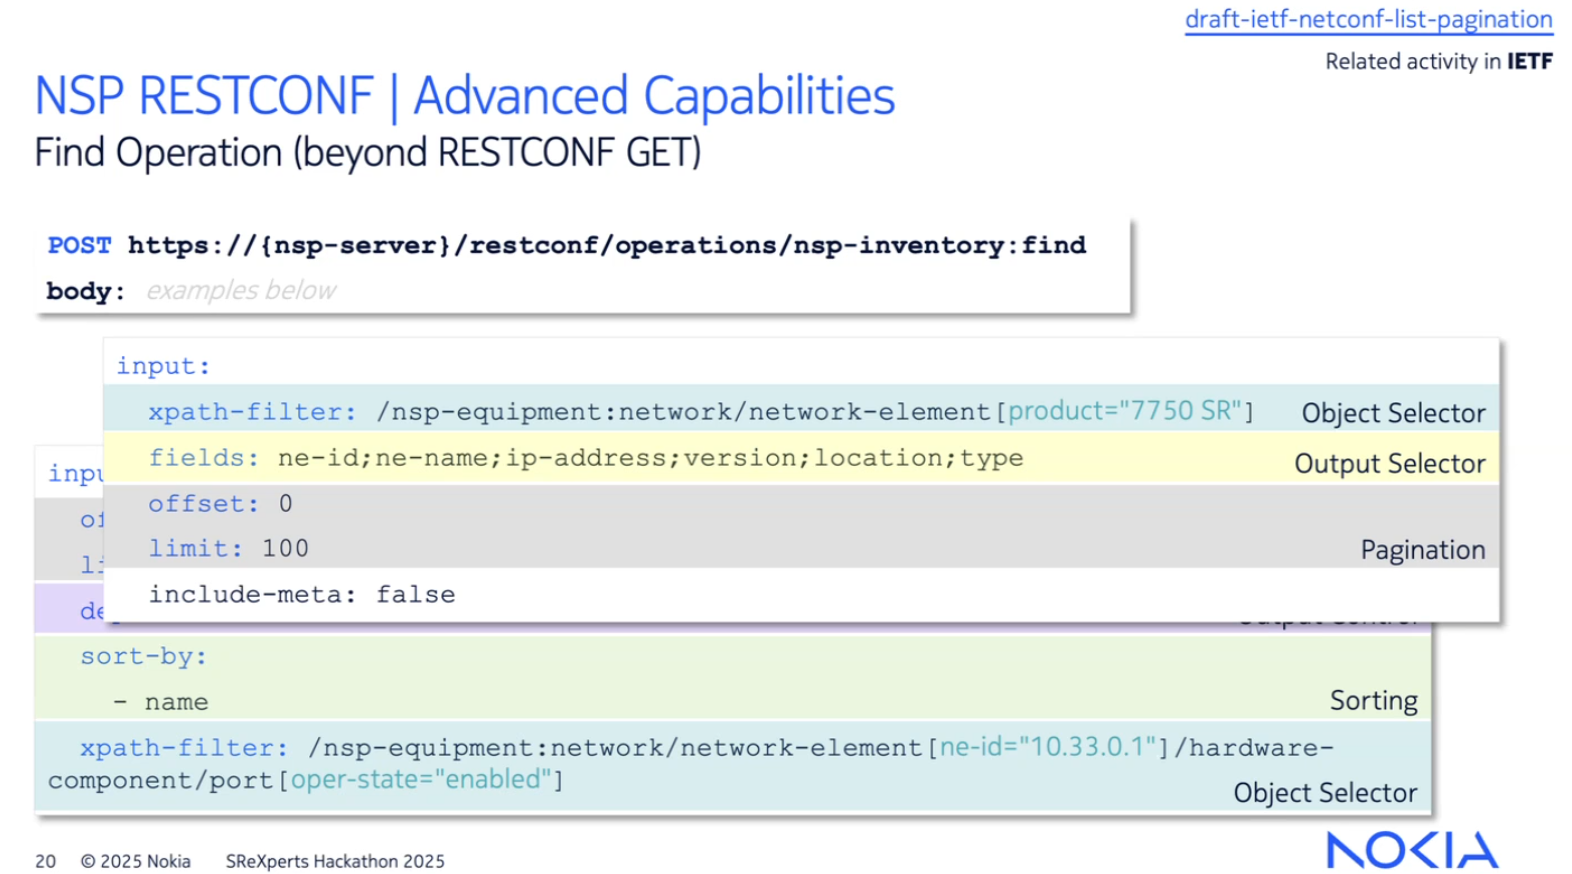 draft-ietf-netconf-list-pagination
Related activity in IETF
NSP RESTCONF | Advanced Capabilities
Find Operation (beyond RESTCONF GET)
POST https://{nsp-server}/restconf/operations/nsp-inventory:find
body: examples below
input:
xpath-filter: /nsp-equipment:network/network-element[product="7750 SR"] Object Selector
fields: ne-id;ne-name;ip-address;version;location;type Output Selector
offset: 0
limit: 100 Pagination
include-meta: false
sort-by:
- name
Sorting
xpath-filter: /nsp-equipment:network/network-element[ne-id="10.33.0.1"]/hardware-
component/port[oper-state="enabled"]
Object Selector
20 © 2025 Nokia SReXperts Hackathon 2025
NOKIA